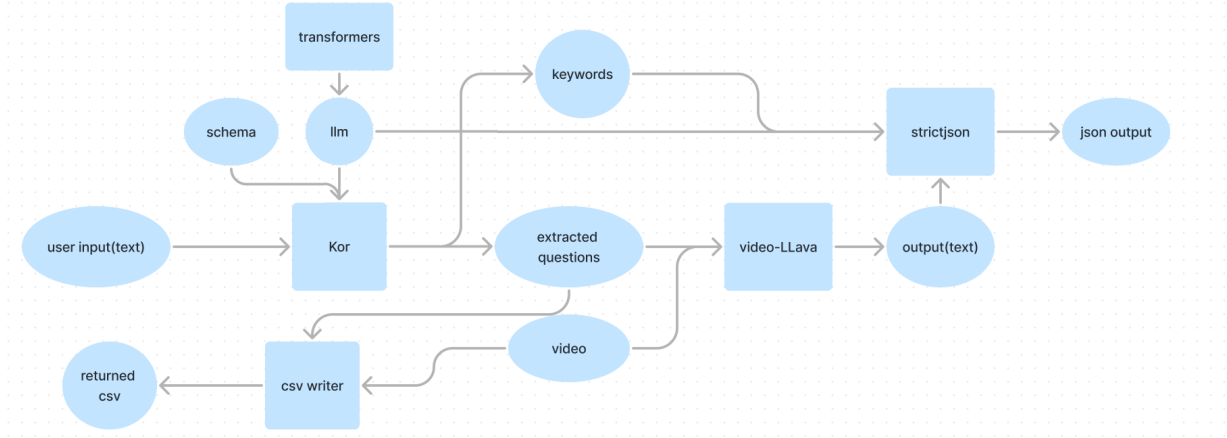 transformers
keywords
schema
llm
strictjson
json output
user input(text)
Kor
extracted
questions
video-LLava
output(text)
video
returned
csv
csv writer